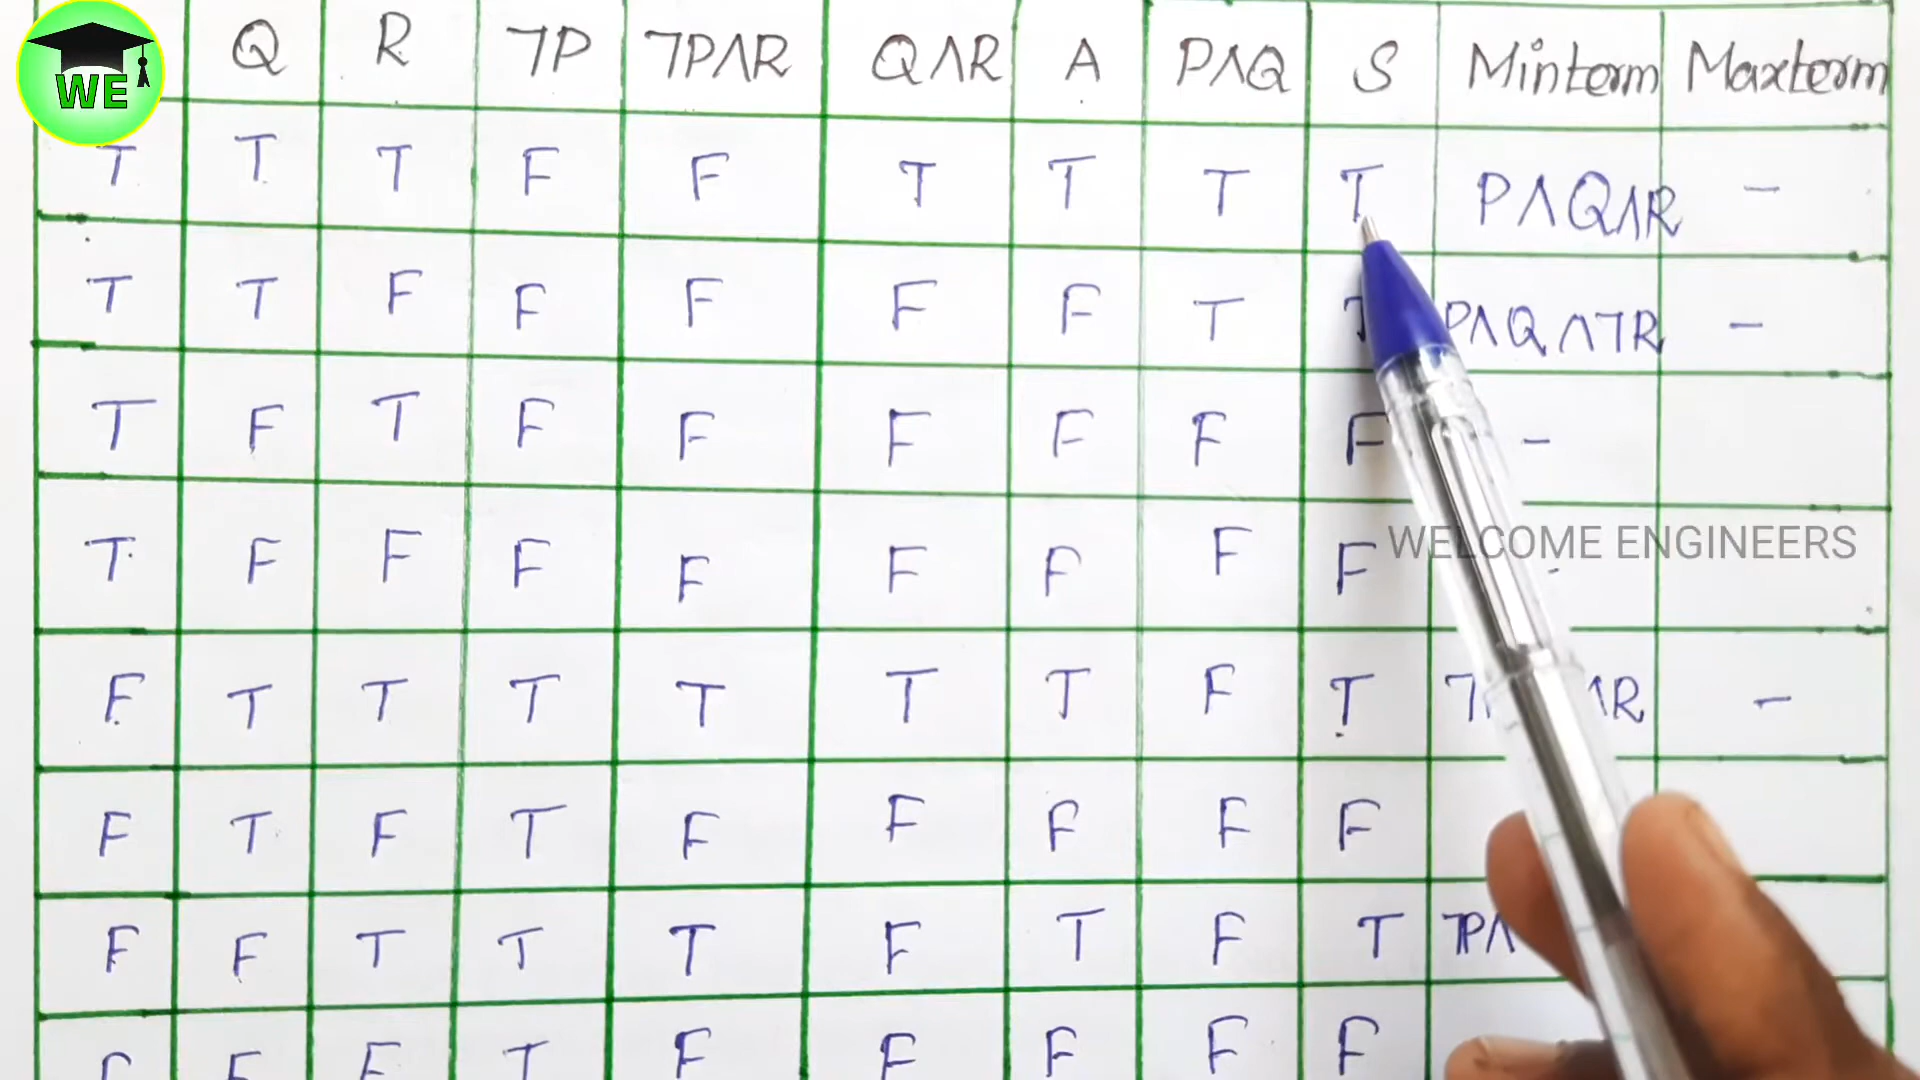 WE
Q R ¬P ¬P∧R Q∧R A P∧Q S Minterm Maxterm
T T T F F T T T T P∧Q∧R -
T T F F F F F T P∧Q∧¬R -
T F T F F F F F F -
T F F F F F F F F
WELCOME ENGINEERS
F T T T T T T F T ∧R -
F T F T F F F F F
F F T T T F T F T ¬P∧
F F T F F F F F